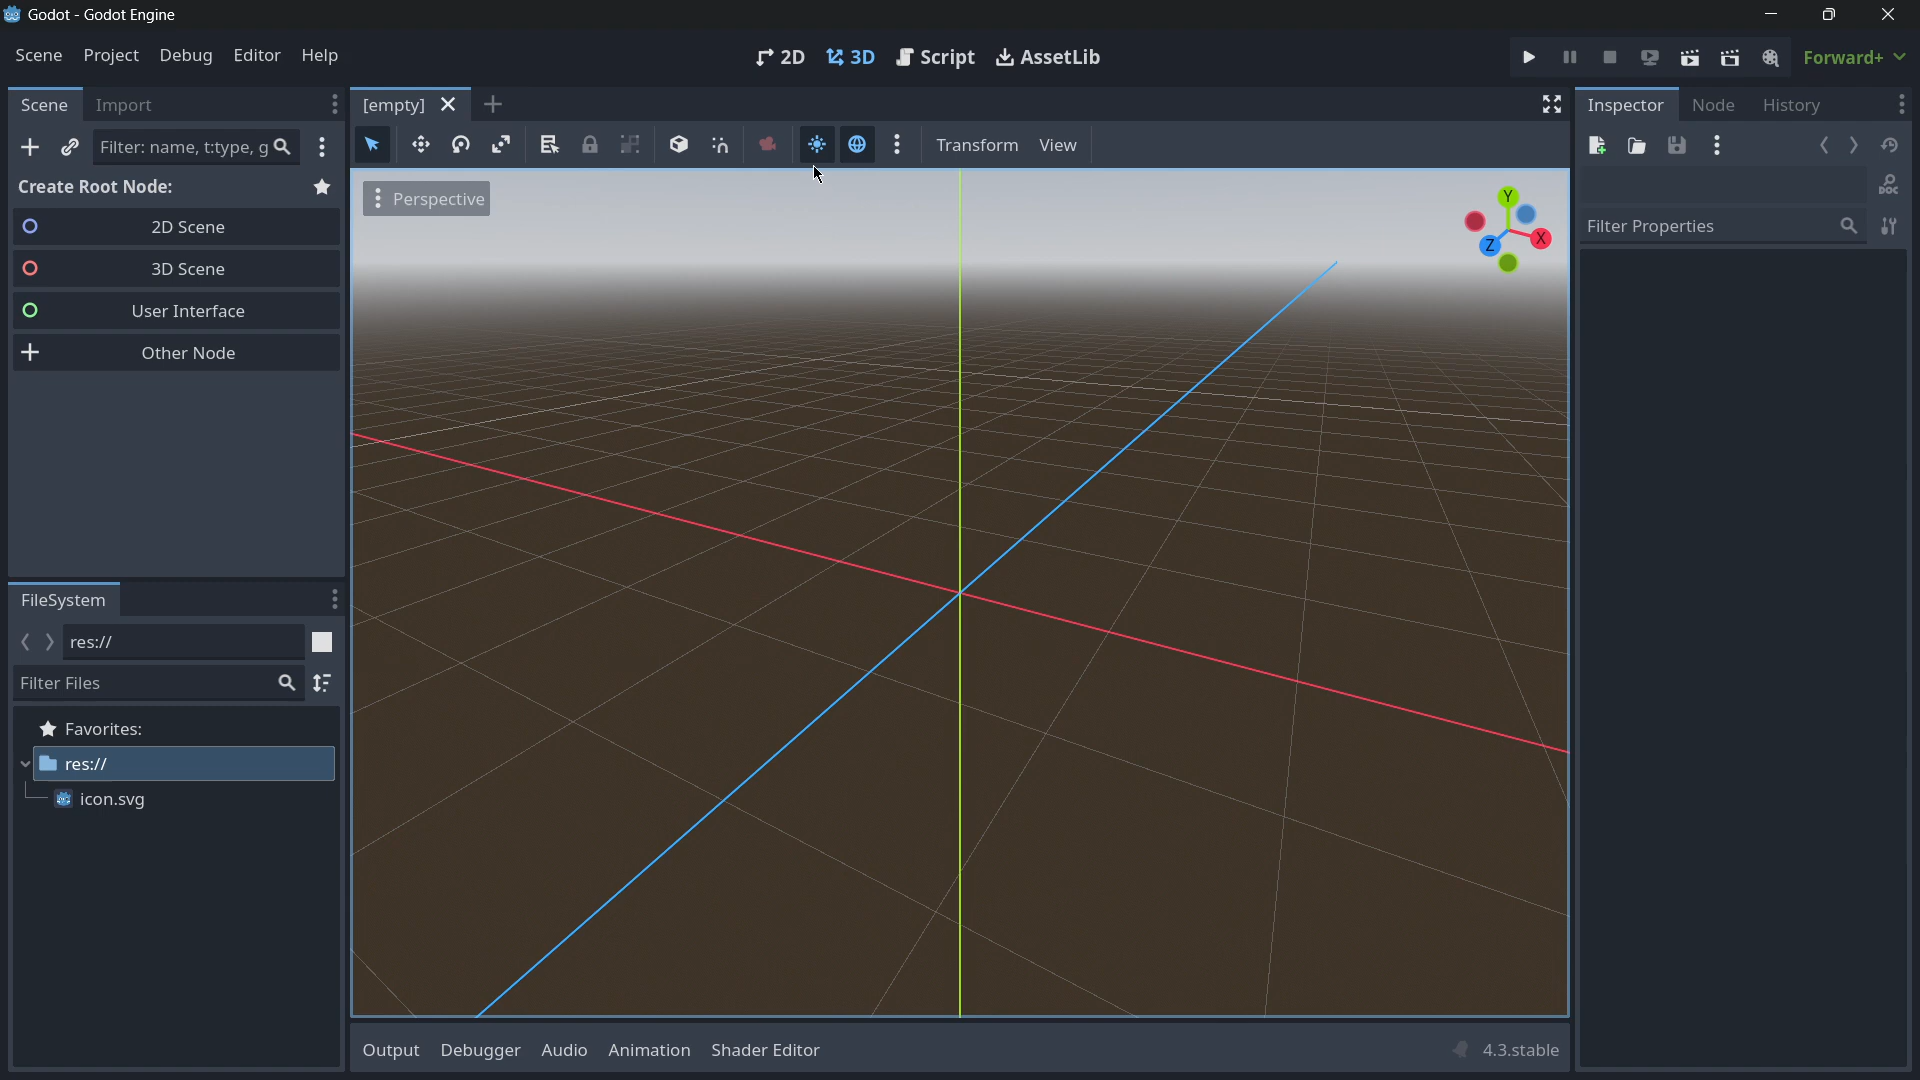 Godot - Godot Engine
Scene Project Debug Editor Help
2D 3D Script AssetLib
Forward+
Scene Import
Filter: name, t:type, g
Create Root Node:
2D Scene
3D Scene
User Interface
Other Node
FileSystem
res://
Filter Files
Favorites:
res://
icon.svg
[empty]
Transform View
Perspective
Y
X
Z
Output Debugger Audio Animation Shader Editor
4.3.stable
Inspector Node History
DOC
Filter Properties